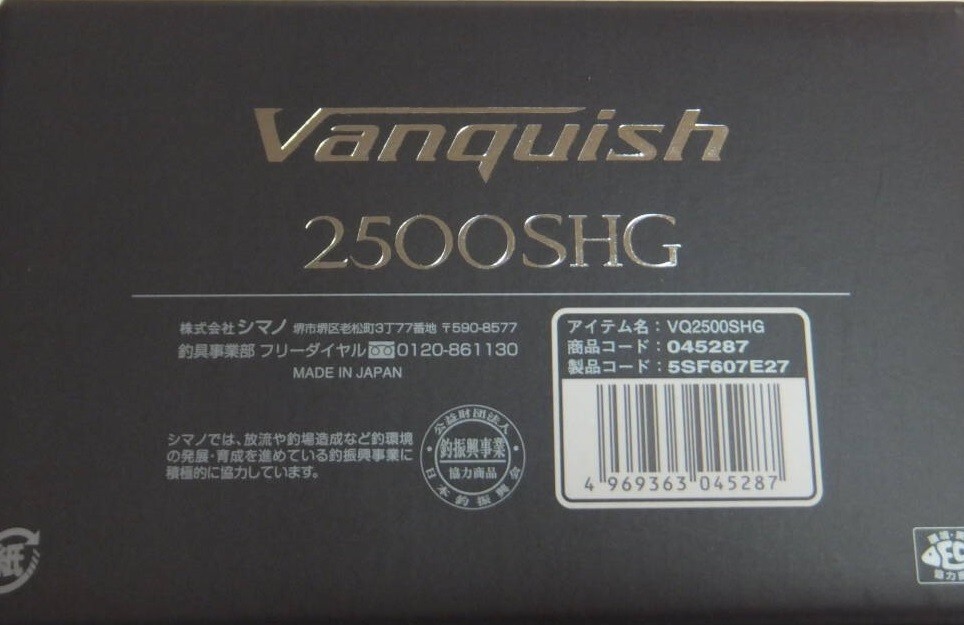 Vanquish
2500SHG
株式会社 シマノ 堺市堺区老松町3丁77番地 〒590-8577
釣具事業部 フリーダイヤル 0120-861130
MADE IN JAPAN
アイテム名：VQ2500SHG
商品コード：045287
製品コード：5SF607E27
4 969363 045287
シマノでは、放流や釣場造成など釣環境
の発展・育成を進めている釣振興事業に
積極的に協力しています。
公益財団法人
釣振興事業
協力商品
日本釣振興会
紙